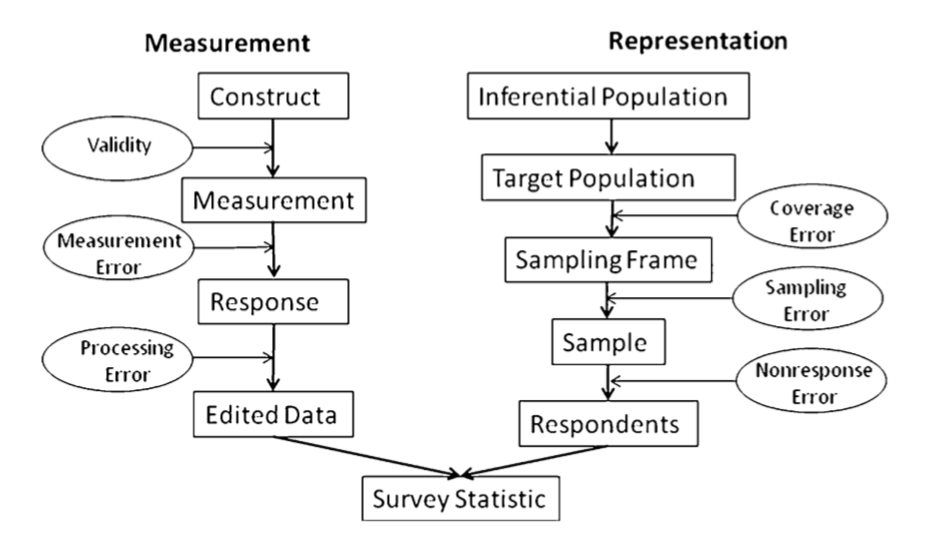 Measurement
Representation
Construct
Inferential Population
Validity
Target Population
Measurement
Coverage
Error
Measurement
Error
Sampling Frame
Response
Sampling
Error
Sample
Processing
Error
Nonresponse
Error
Edited Data
Respondents
Survey Statistic